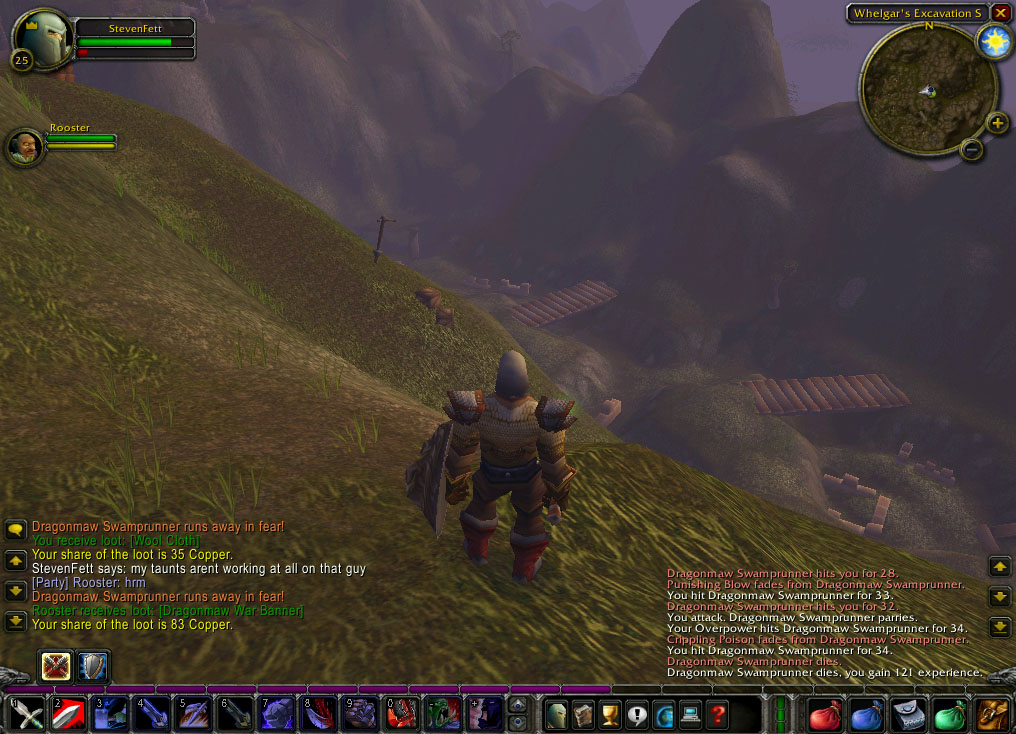 StevenFett
25
Whelgar's Excavation S
N
Rooster
Dragonmaw Swamprunner runs away in fear!
You receive loot: [Wool Cloth]
Your share of the loot is 35 Copper.
StevenFett says: my taunts arent working at all on that guy
[Party] Rooster: hrm
Dragonmaw Swamprunner runs away in fear!
Rooster receives loot: [Dragonmaw War Banner]
Your share of the loot is 83 Copper.
Dragonmaw Swamprunner hits you for 28.
Punishing Blow fades from Dragonmaw Swamprunner.
You hit Dragonmaw Swamprunner for 33.
Dragonmaw Swamprunner hits you for 32.
You attack. Dragonmaw Swamprunner parries.
Your Overpower hits Dragonmaw Swamprunner for 34.
Crippling Poison fades from Dragonmaw Swamprunner.
You hit Dragonmaw Swamprunner for 34.
Dragonmaw Swamprunner dies.
Dragonmaw Swamprunner dies, you gain 121 experience.
1 2 3 4 5 6 7 8 9 0 - +